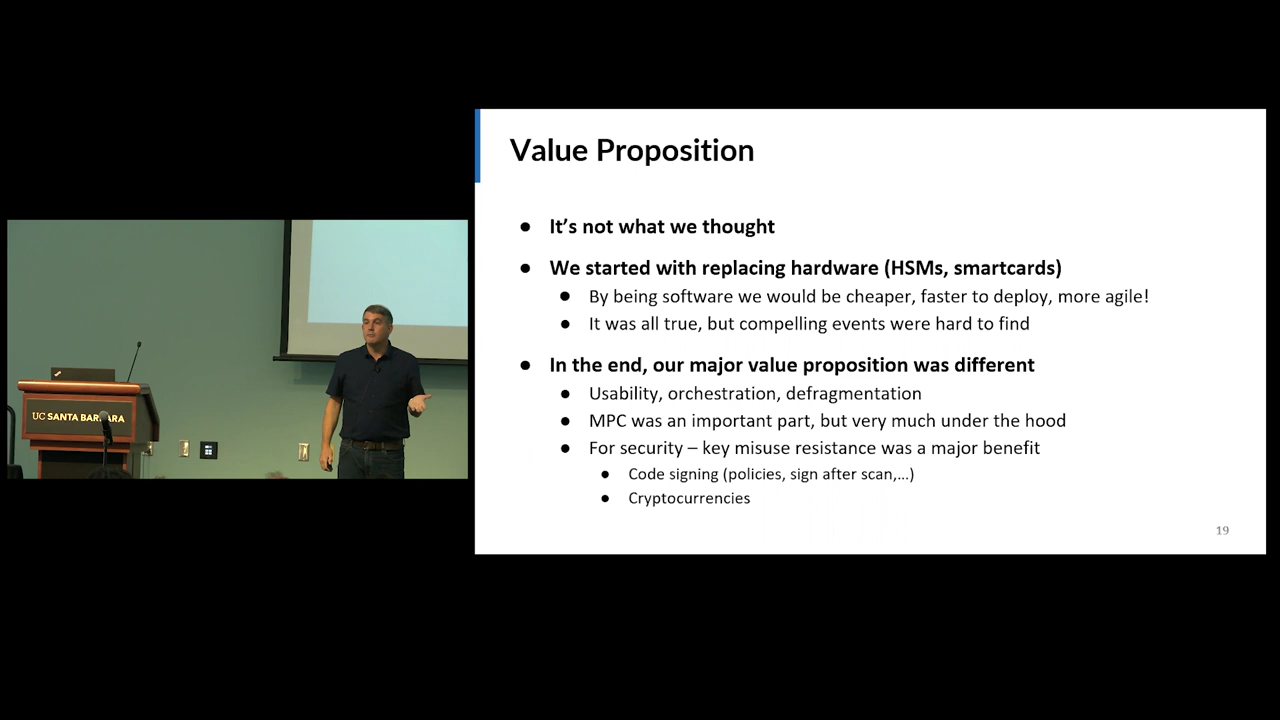 UC SANTA BARBARA
Value Proposition
● It’s not what we thought
● We started with replacing hardware (HSMs, smartcards)
● By being software we would be cheaper, faster to deploy, more agile!
● It was all true, but compelling events were hard to find
● In the end, our major value proposition was different
● Usability, orchestration, defragmentation
● MPC was an important part, but very much under the hood
● For security – key misuse resistance was a major benefit
● Code signing (policies, sign after scan,...)
● Cryptocurrencies
19